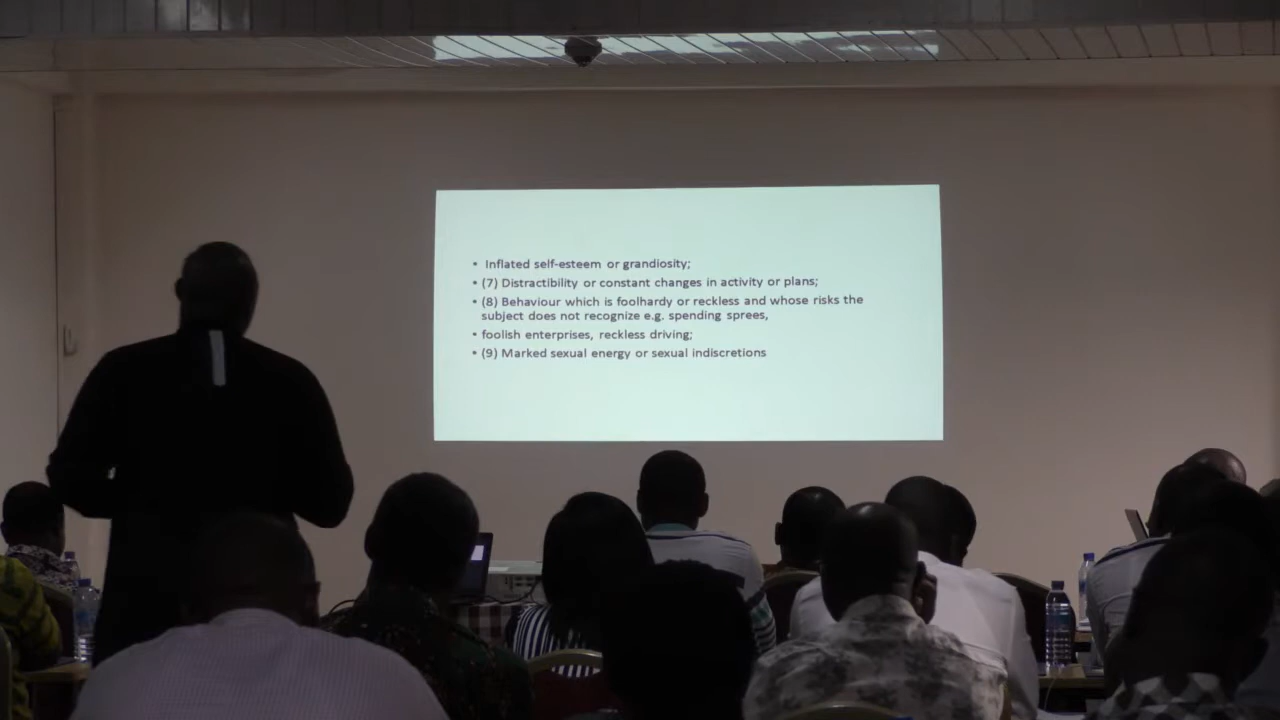 • Inflated self-esteem or grandiosity;
• (7) Distractibility or constant changes in activity or plans;
• (8) Behaviour which is foolhardy or reckless and whose risks the
subject does not recognize e.g. spending sprees,
• foolish enterprises, reckless driving;
• (9) Marked sexual energy or sexual indiscretions